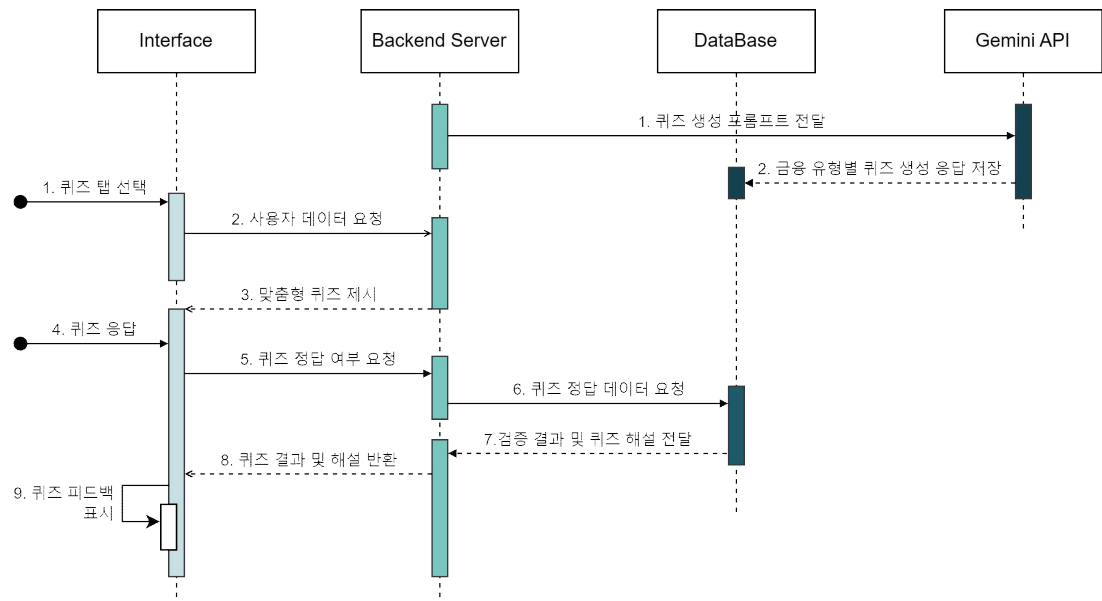 Interface
Backend Server
DataBase
Gemini API
1. 퀴즈 생성 프롬프트 전달
2. 금융 유형별 퀴즈 생성 응답 저장
1. 퀴즈 탭 선택
2. 사용자 데이터 요청
3. 맞춤형 퀴즈 제시
4. 퀴즈 응답
5. 퀴즈 정답 여부 요청
6. 퀴즈 정답 데이터 요청
7.검증 결과 및 퀴즈 해설 전달
8. 퀴즈 결과 및 해설 반환
9. 퀴즈 피드백
표시